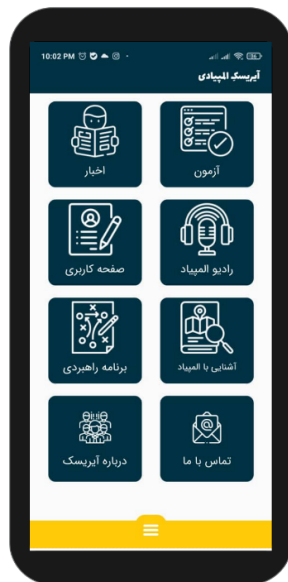 10:02 PM
آیریسک المپیادی
آزمون
اخبار
رادیو المپیاد
صفحه کاربری
آشنایی با المپیاد
برنامه راهبردی
تماس با ما
درباره آیریسک